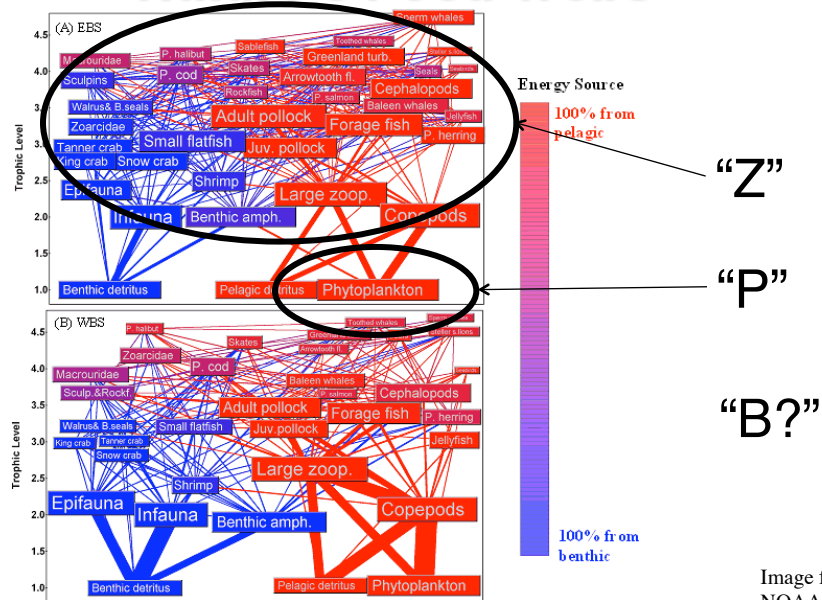 (A) EBS
Sperm whales
4.5
Toothed whales
Sablefish
P. halibut
Greenland turb.
Macrouridae
Skates
Seals
4.0
P. cod
Arrowtooth fl.
Sculpins
Cephalopods
Rockfish
P. salmon
Walrus& B.seals
Baleen whales
3.5
Adult pollock
Jellyfish
Zoarcidae
Forage fish
P. herring
Small flatfish
Tanner crab
Juv. pollock
3.0
King crab
Snow crab
Shrimp
2.5
Epifauna
Large zoop.
2.0
Infauna
Benthic amph.
Copepods
1.5
1.0
Benthic detritus
Pelagic detritus
Phytoplankton
Trophic Level
Energy Source
100% from
pelagic
100% from
benthic
“Z”
“P”
“B?”
(B) WBS
Toothed whales
4.5
P. halibut
Skates
Arrowtooth fl.
Zoarcidae
4.0
P. cod
Macrouridae
Baleen whales
Sculp.&Rockf.
P. salmon
Cephalopods
3.5
Adult pollock
Forage fish
P. herring
Walrus& B.seals
Small flatfish
Juv.pollock
3.0
King crab
Tanner crab
Jellyfish
Snow crab
Large zoop.
2.5
Shrimp
Epifauna
Infauna
Copepods
2.0
Benthic amph.
1.5
1.0
Benthic detritus
Pelagic detritus
Phytoplankton
Trophic Level
Image f
NOAA